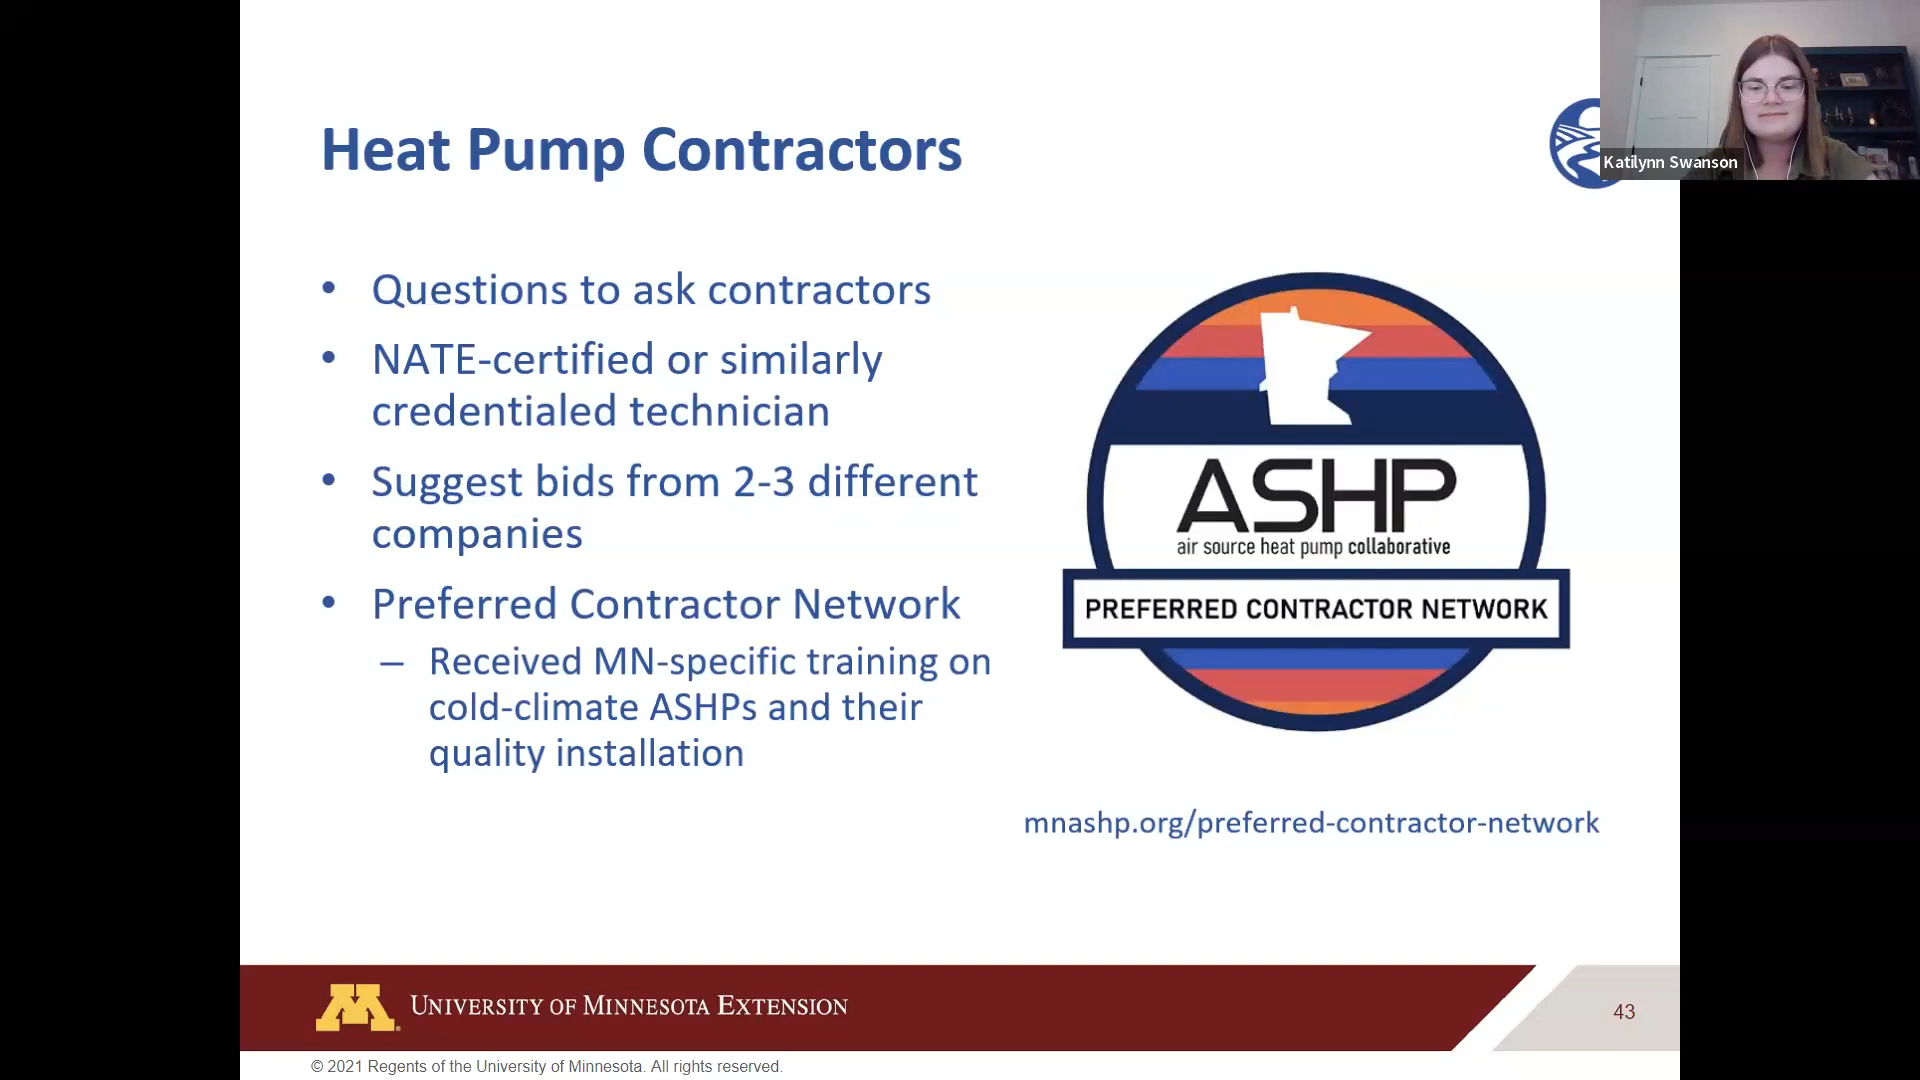 Heat Pump Contractors
Katilynn Swanson
• Questions to ask contractors
• NATE-certified or similarly
credentialed technician
• Suggest bids from 2-3 different
companies
• Preferred Contractor Network
– Received MN-specific training on
cold-climate ASHPs and their
quality installation
ASHP
air source heat pump collaborative
PREFERRED CONTRACTOR NETWORK
mnashp.org/preferred-contractor-network
M
UNIVERSITY OF MINNESOTA EXTENSION
43
© 2021 Regents of the University of Minnesota. All rights reserved.